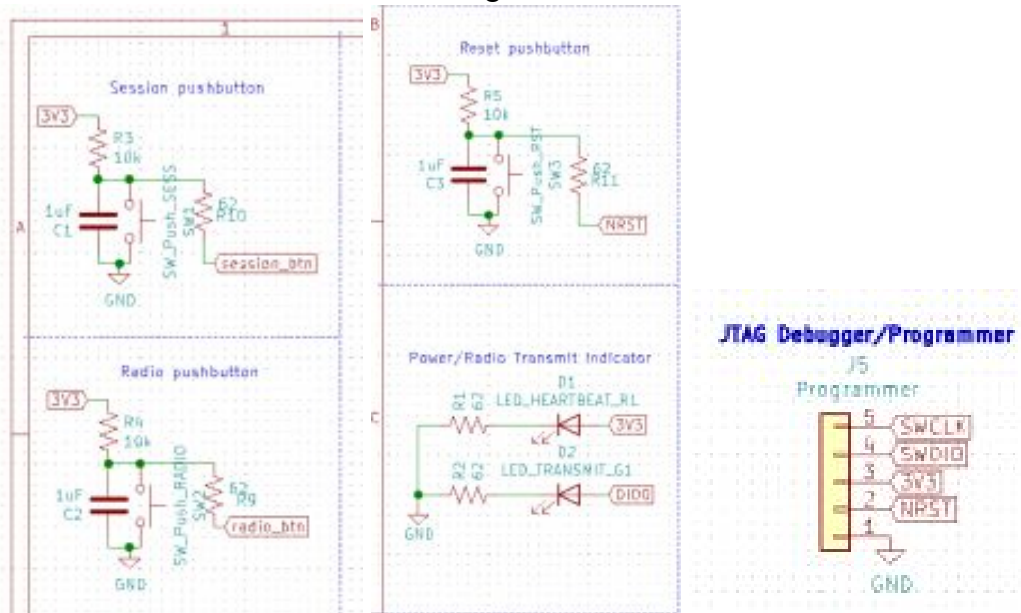 1
A
Session pushbutton
3V3
R3
10k
1uF
C1
SW_Push_SESS
SW1
62
R10
session_btn
GND
Radio pushbutton
3V3
R4
10k
1uF
C2
SW_Push_RADIO
SW2
62
R9
radio_btn
GND
B
Reset pushbutton
3V3
R5
10k
1uF
C3
SW_Push_RST
SW3
62
R11
NRST
GND
C
Power/Radio Transmit Indicator
D1
LED_HEARTBEAT_R1
R1
62
3V3
D2
LED_TRANSMIT_G1
R2
62
DIO0
GND
JTAG Debugger/Programmer
J5
Programmer
5 SWCLK
4 SWDIO
3 3V3
2 NRST
1
GND